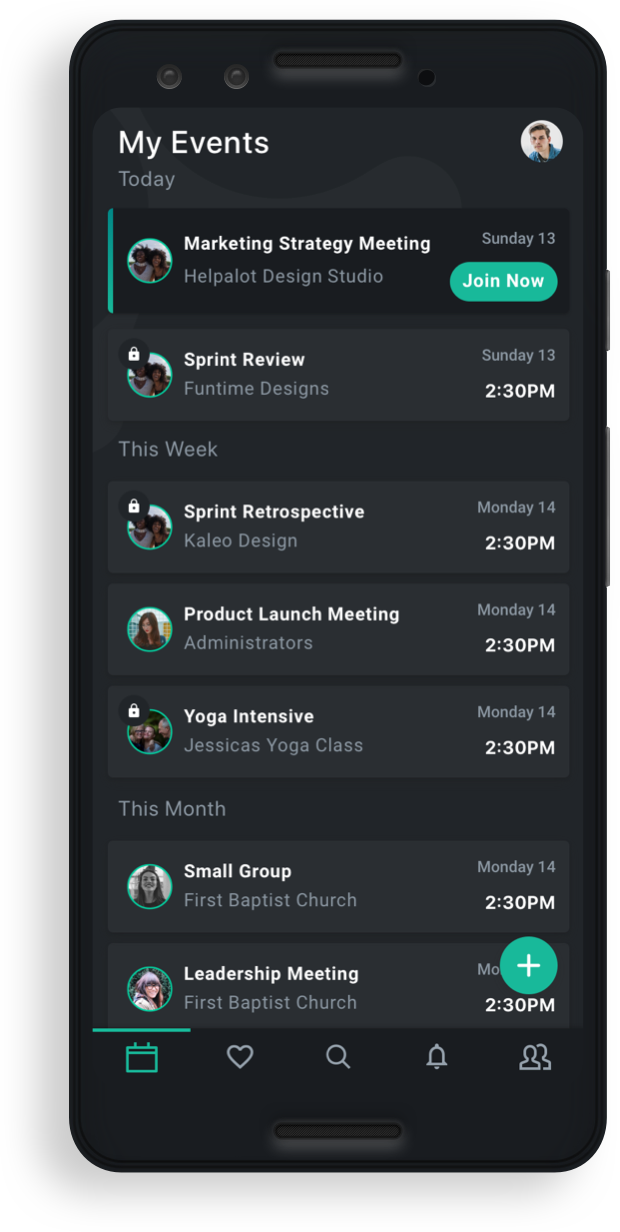 My Events
Today
Marketing Strategy Meeting
Sunday 13
Helpalot Design Studio
Join Now
Sprint Review
Sunday 13
Funtime Designs
2:30PM
This Week
Sprint Retrospective
Monday 14
Kaleo Design
2:30PM
Product Launch Meeting
Monday 14
Administrators
2:30PM
Yoga Intensive
Monday 14
Jessicas Yoga Class
2:30PM
This Month
Small Group
Monday 14
First Baptist Church
2:30PM
Leadership Meeting
Mo
First Baptist Church
2:30PM